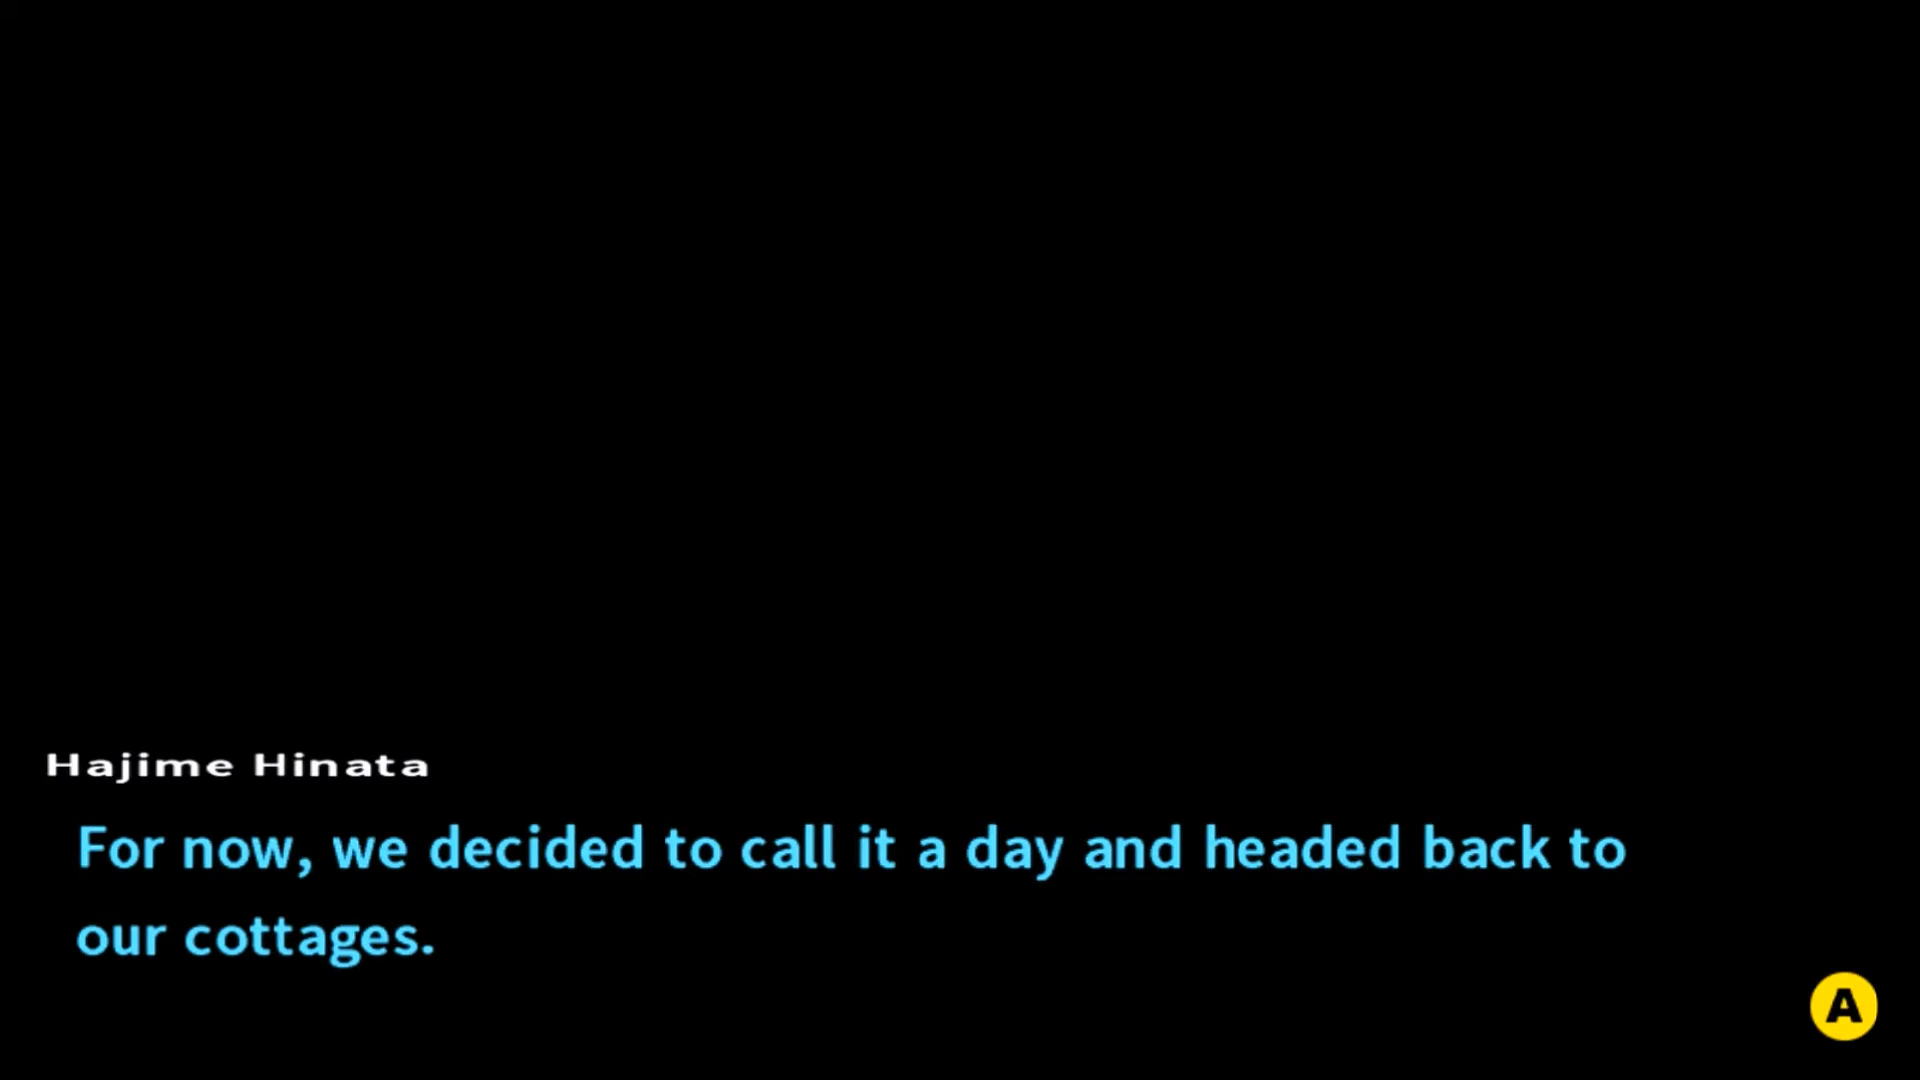 Hajime Hinata
For now, we decided to call it a day and headed back to
our cottages.
A